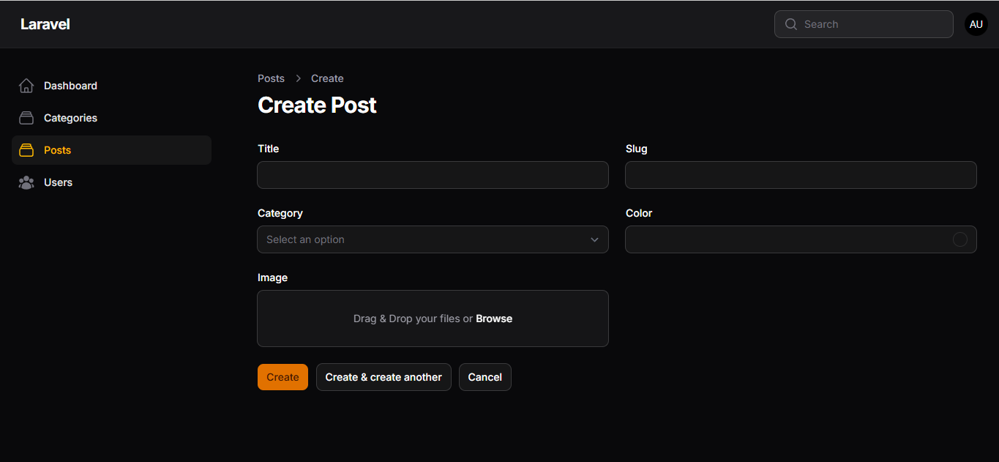 Laravel
Search
AU
Dashboard
Categories
Posts
Users
Posts > Create
Create Post
Title
Slug
Category
Color
Select an option
Image
Drag & Drop your files or Browse
Create
Create & create another
Cancel